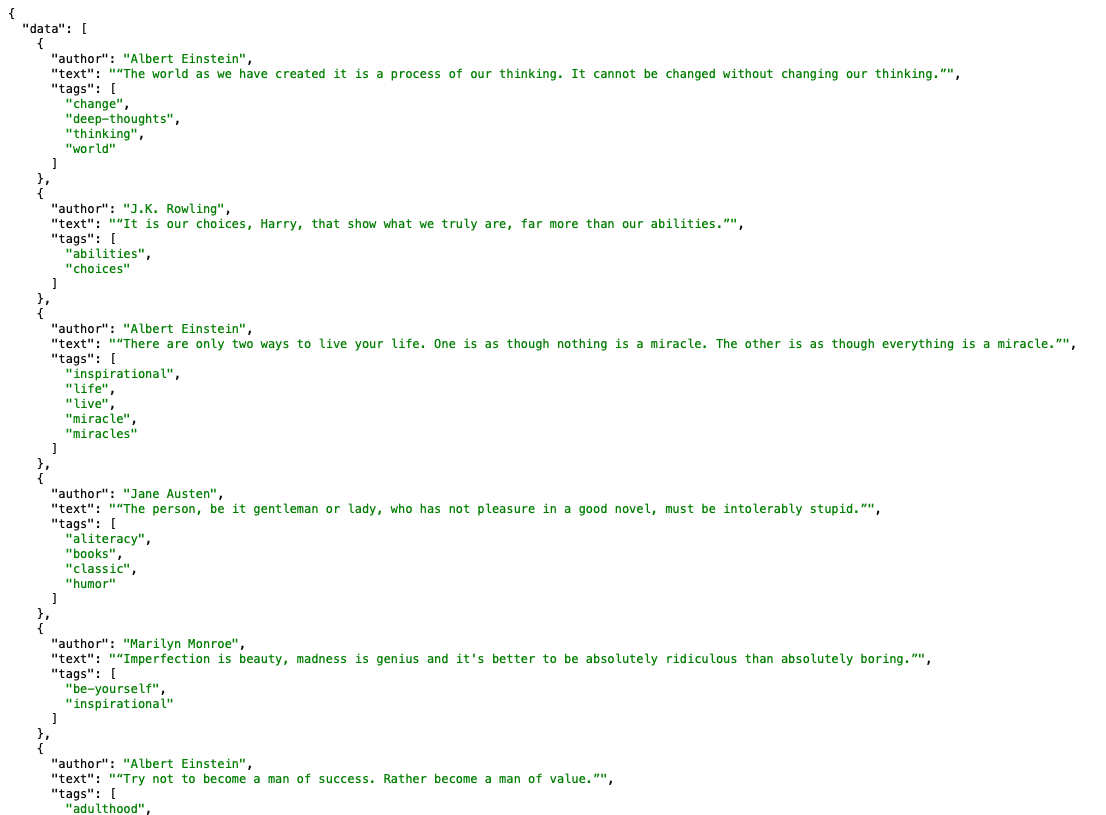 {
  "data": [
    {
      "author": "Albert Einstein",
      "text": "“The world as we have created it is a process of our thinking. It cannot be changed without changing our thinking.”",
      "tags": [
        "change",
        "deep-thoughts",
        "thinking",
        "world"
      ]
    },
    {
      "author": "J.K. Rowling",
      "text": "“It is our choices, Harry, that show what we truly are, far more than our abilities.”",
      "tags": [
        "abilities",
        "choices"
      ]
    },
    {
      "author": "Albert Einstein",
      "text": "“There are only two ways to live your life. One is as though nothing is a miracle. The other is as though everything is a miracle.”",
      "tags": [
        "inspirational",
        "life",
        "live",
        "miracle",
        "miracles"
      ]
    },
    {
      "author": "Jane Austen",
      "text": "“The person, be it gentleman or lady, who has not pleasure in a good novel, must be intolerably stupid.”",
      "tags": [
        "aliteracy",
        "books",
        "classic",
        "humor"
      ]
    },
    {
      "author": "Marilyn Monroe",
      "text": "“Imperfection is beauty, madness is genius and it's better to be absolutely ridiculous than absolutely boring.”",
      "tags": [
        "be-yourself",
        "inspirational"
      ]
    },
    {
      "author": "Albert Einstein",
      "text": "“Try not to become a man of success. Rather become a man of value.”",
      "tags": [
        "adulthood",